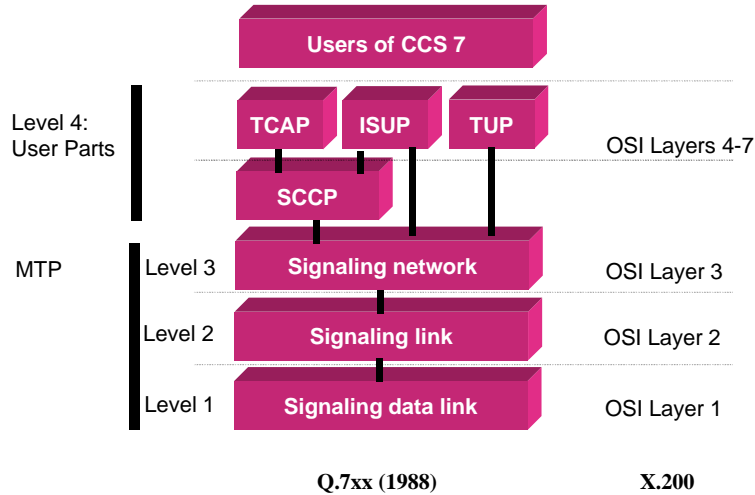 Users of CCS 7
Level 4:
User Parts
TCAP
ISUP
TUP
OSI Layers 4-7
SCCP
MTP
Level 3
Signaling network
OSI Layer 3
Level 2
Signaling link
OSI Layer 2
Level 1
Signaling data link
OSI Layer 1
Q.7xx (1988)
X.200